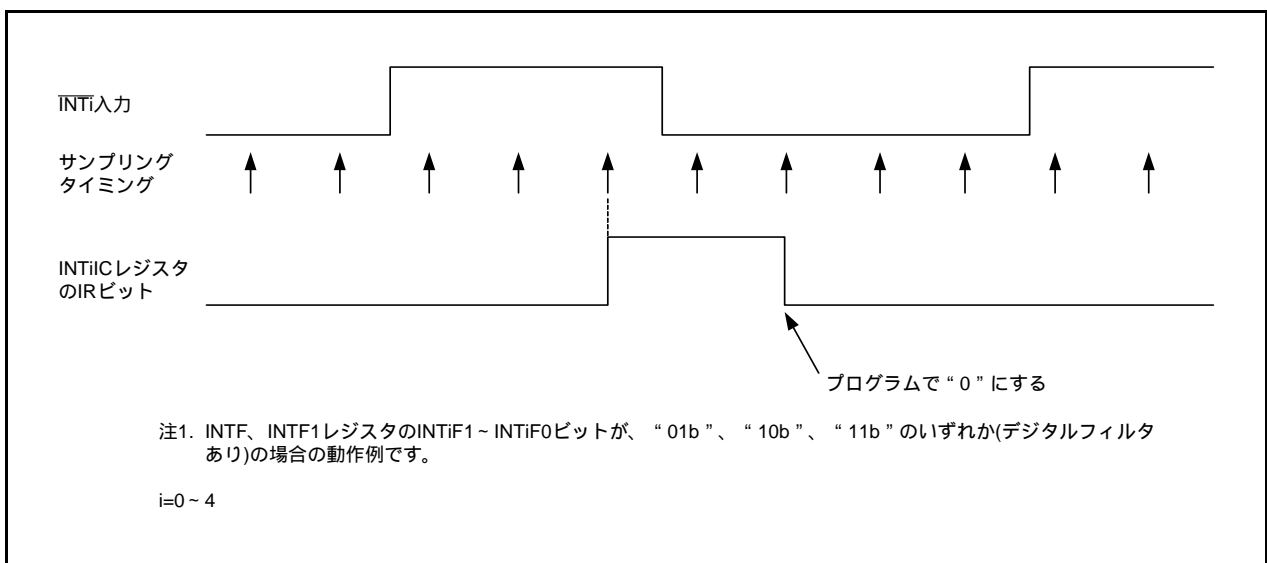 INTi入力
サンプリング
タイミング
INTiICレジスタ
のIRビット
プログラムで“0”にする
注1. INTF、INTF1レジスタのINTiF1~INTiF0ビットが、“01b”、“10b”、“11b”のいずれか(デジタルフィルタ
あり)の場合の動作例です。
i=0~4